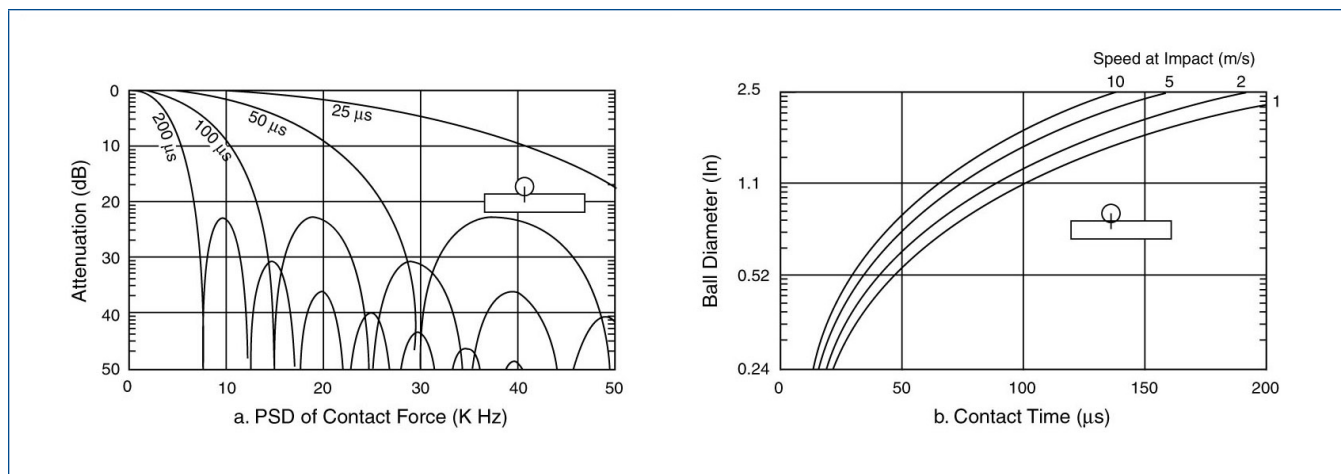 0
10
20
30
40
50
Attenuation (dB)
200 μs
100 μs
50 μs
25 μs
0 10 20 30 40 50
a. PSD of Contact Force (K Hz)
Speed at Impact (m/s)
10 5 2
1
2.5
1.1
0.52
0.24
Ball Diameter (In)
0 50 100 150 200
b. Contact Time (μs)